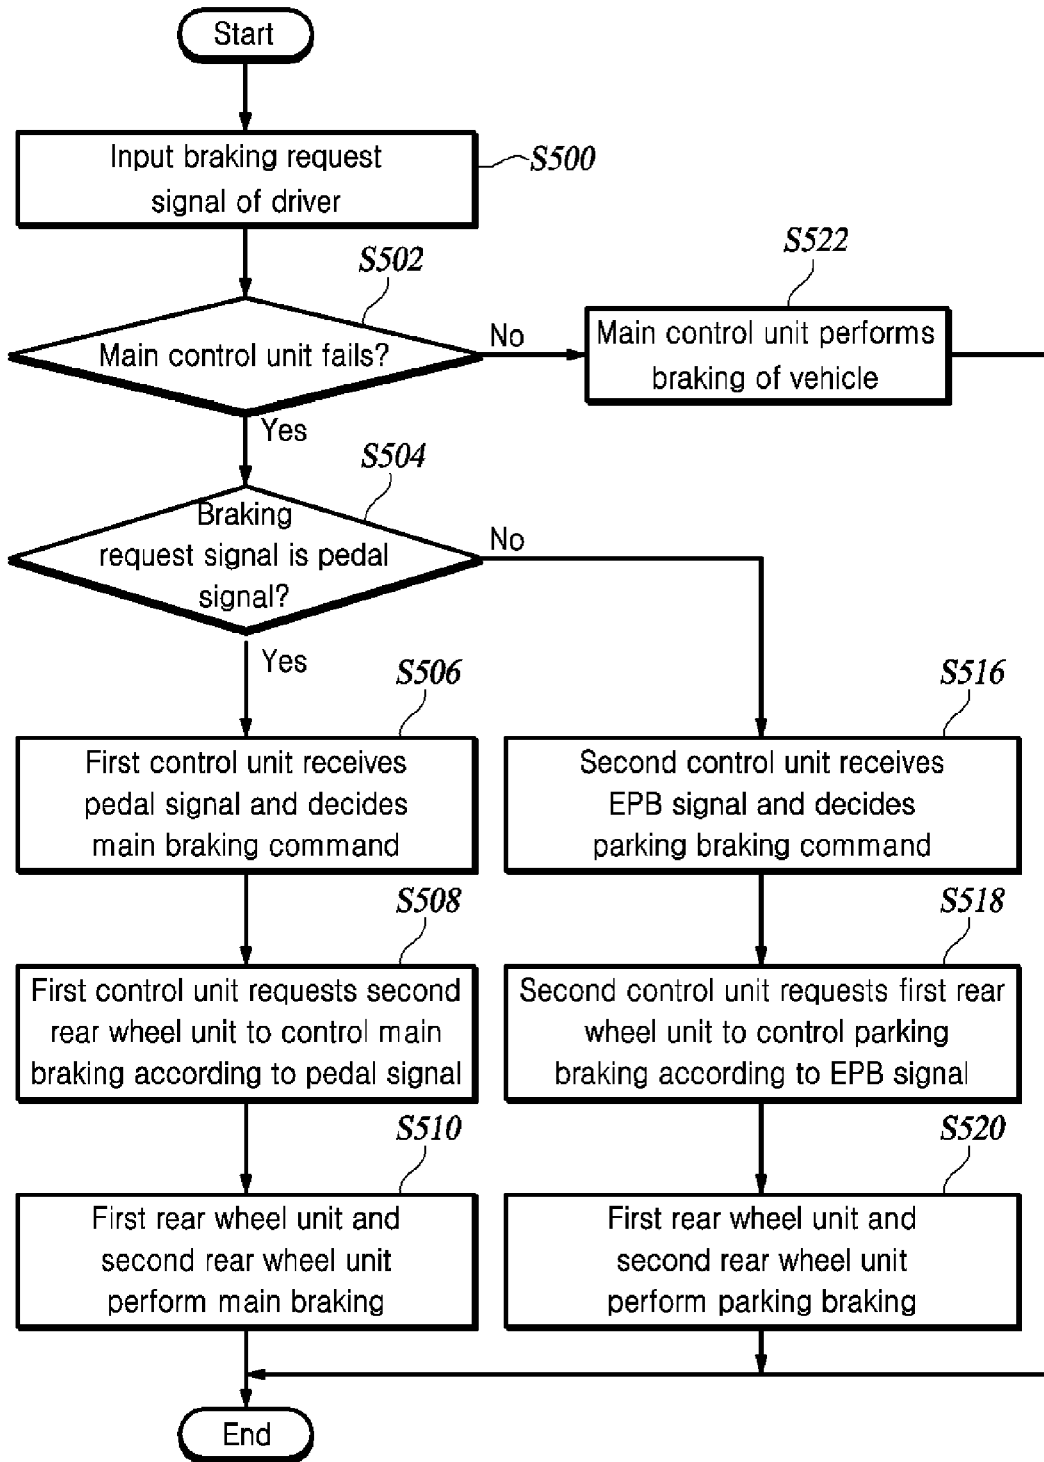 Start
Input braking request
signal of driver
S500
S502
Main control unit fails?
No
S522
Main control unit performs
braking of vehicle
Yes
S504
Braking
request signal is pedal
signal?
No
Yes
S506
First control unit receives
pedal signal and decides
main braking command
S516
Second control unit receives
EPB signal and decides
parking braking command
S508
First control unit requests second
rear wheel unit to control main
braking according to pedal signal
S518
Second control unit requests first rear
wheel unit to control parking
braking according to EPB signal
S510
First rear wheel unit and
second rear wheel unit
perform main braking
S520
First rear wheel unit and
second rear wheel unit
perform parking braking
End